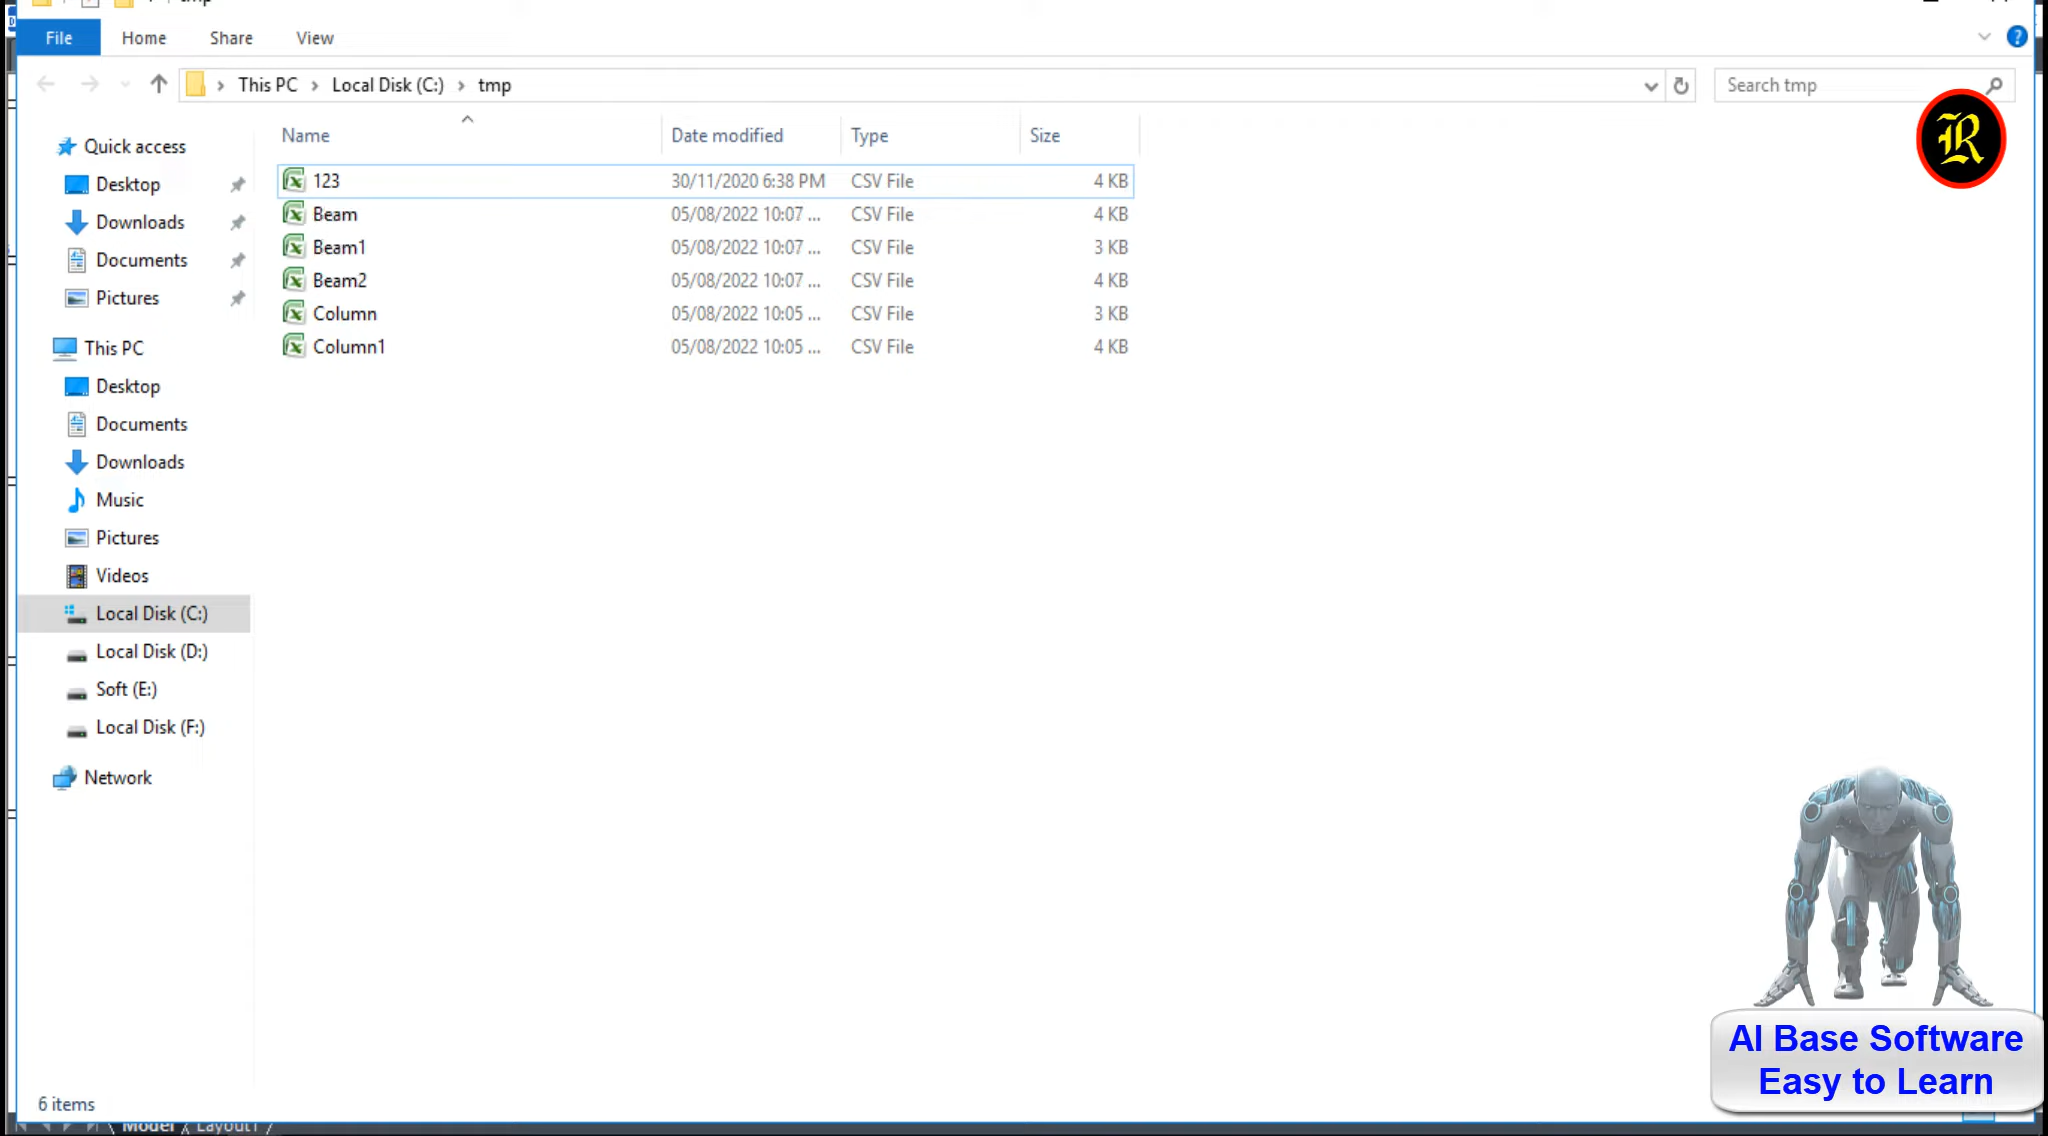 tmp
File Home Share View
This PC Local Disk (C:) tmp
Search tmp
R
Name Date modified Type Size
Quick access
Desktop
Downloads
Documents
Pictures
This PC
Desktop
Documents
Downloads
Music
Pictures
Videos
Local Disk (C:)
Local Disk (D:)
Soft (E:)
Local Disk (F:)
Network
123 30/11/2020 6:38 PM CSV File 4 KB
Beam 05/08/2022 10:07 ... CSV File 4 KB
Beam1 05/08/2022 10:07 ... CSV File 3 KB
Beam2 05/08/2022 10:07 ... CSV File 4 KB
Column 05/08/2022 10:05 ... CSV File 3 KB
Column1 05/08/2022 10:05 ... CSV File 4 KB
AI Base Software
Easy to Learn
6 items
Model Layout1